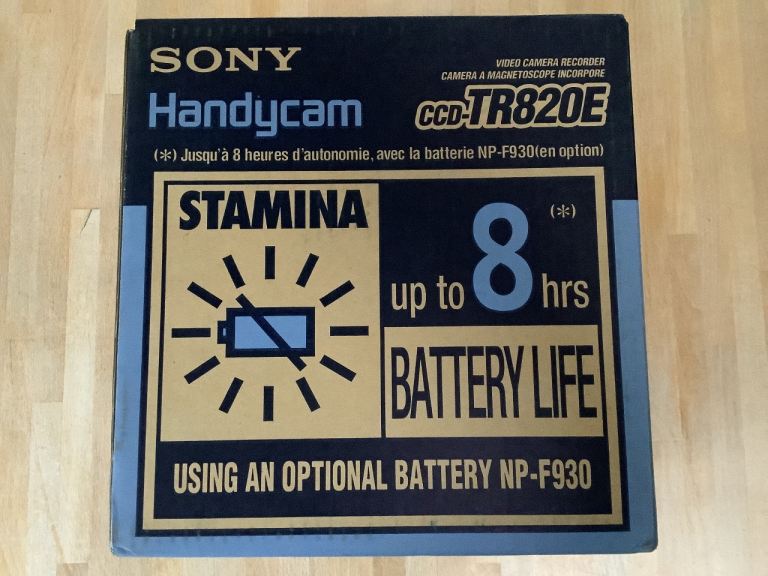 SONY
VIDEO CAMERA RECORDER
CAMERA A MAGNETOSCOPE INCORPORE
Handycam
CCD-TR820E
(*) Jusqu'à 8 heures d'autonomie, avec la batterie NP-F930(en option)
STAMINA
up to 8 hrs (*)
BATTERY LIFE
USING AN OPTIONAL BATTERY NP-F930